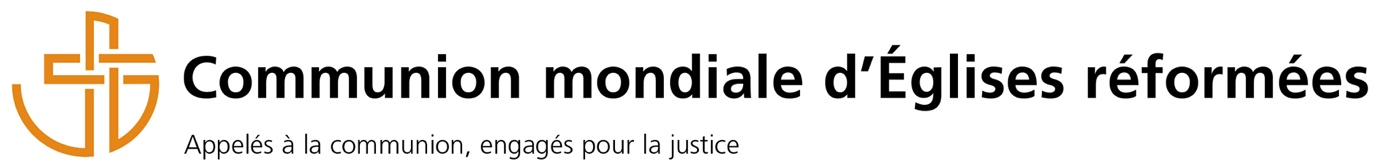 Communion mondiale d’Églises réformées
Appelés à la communion, engagés pour la justice